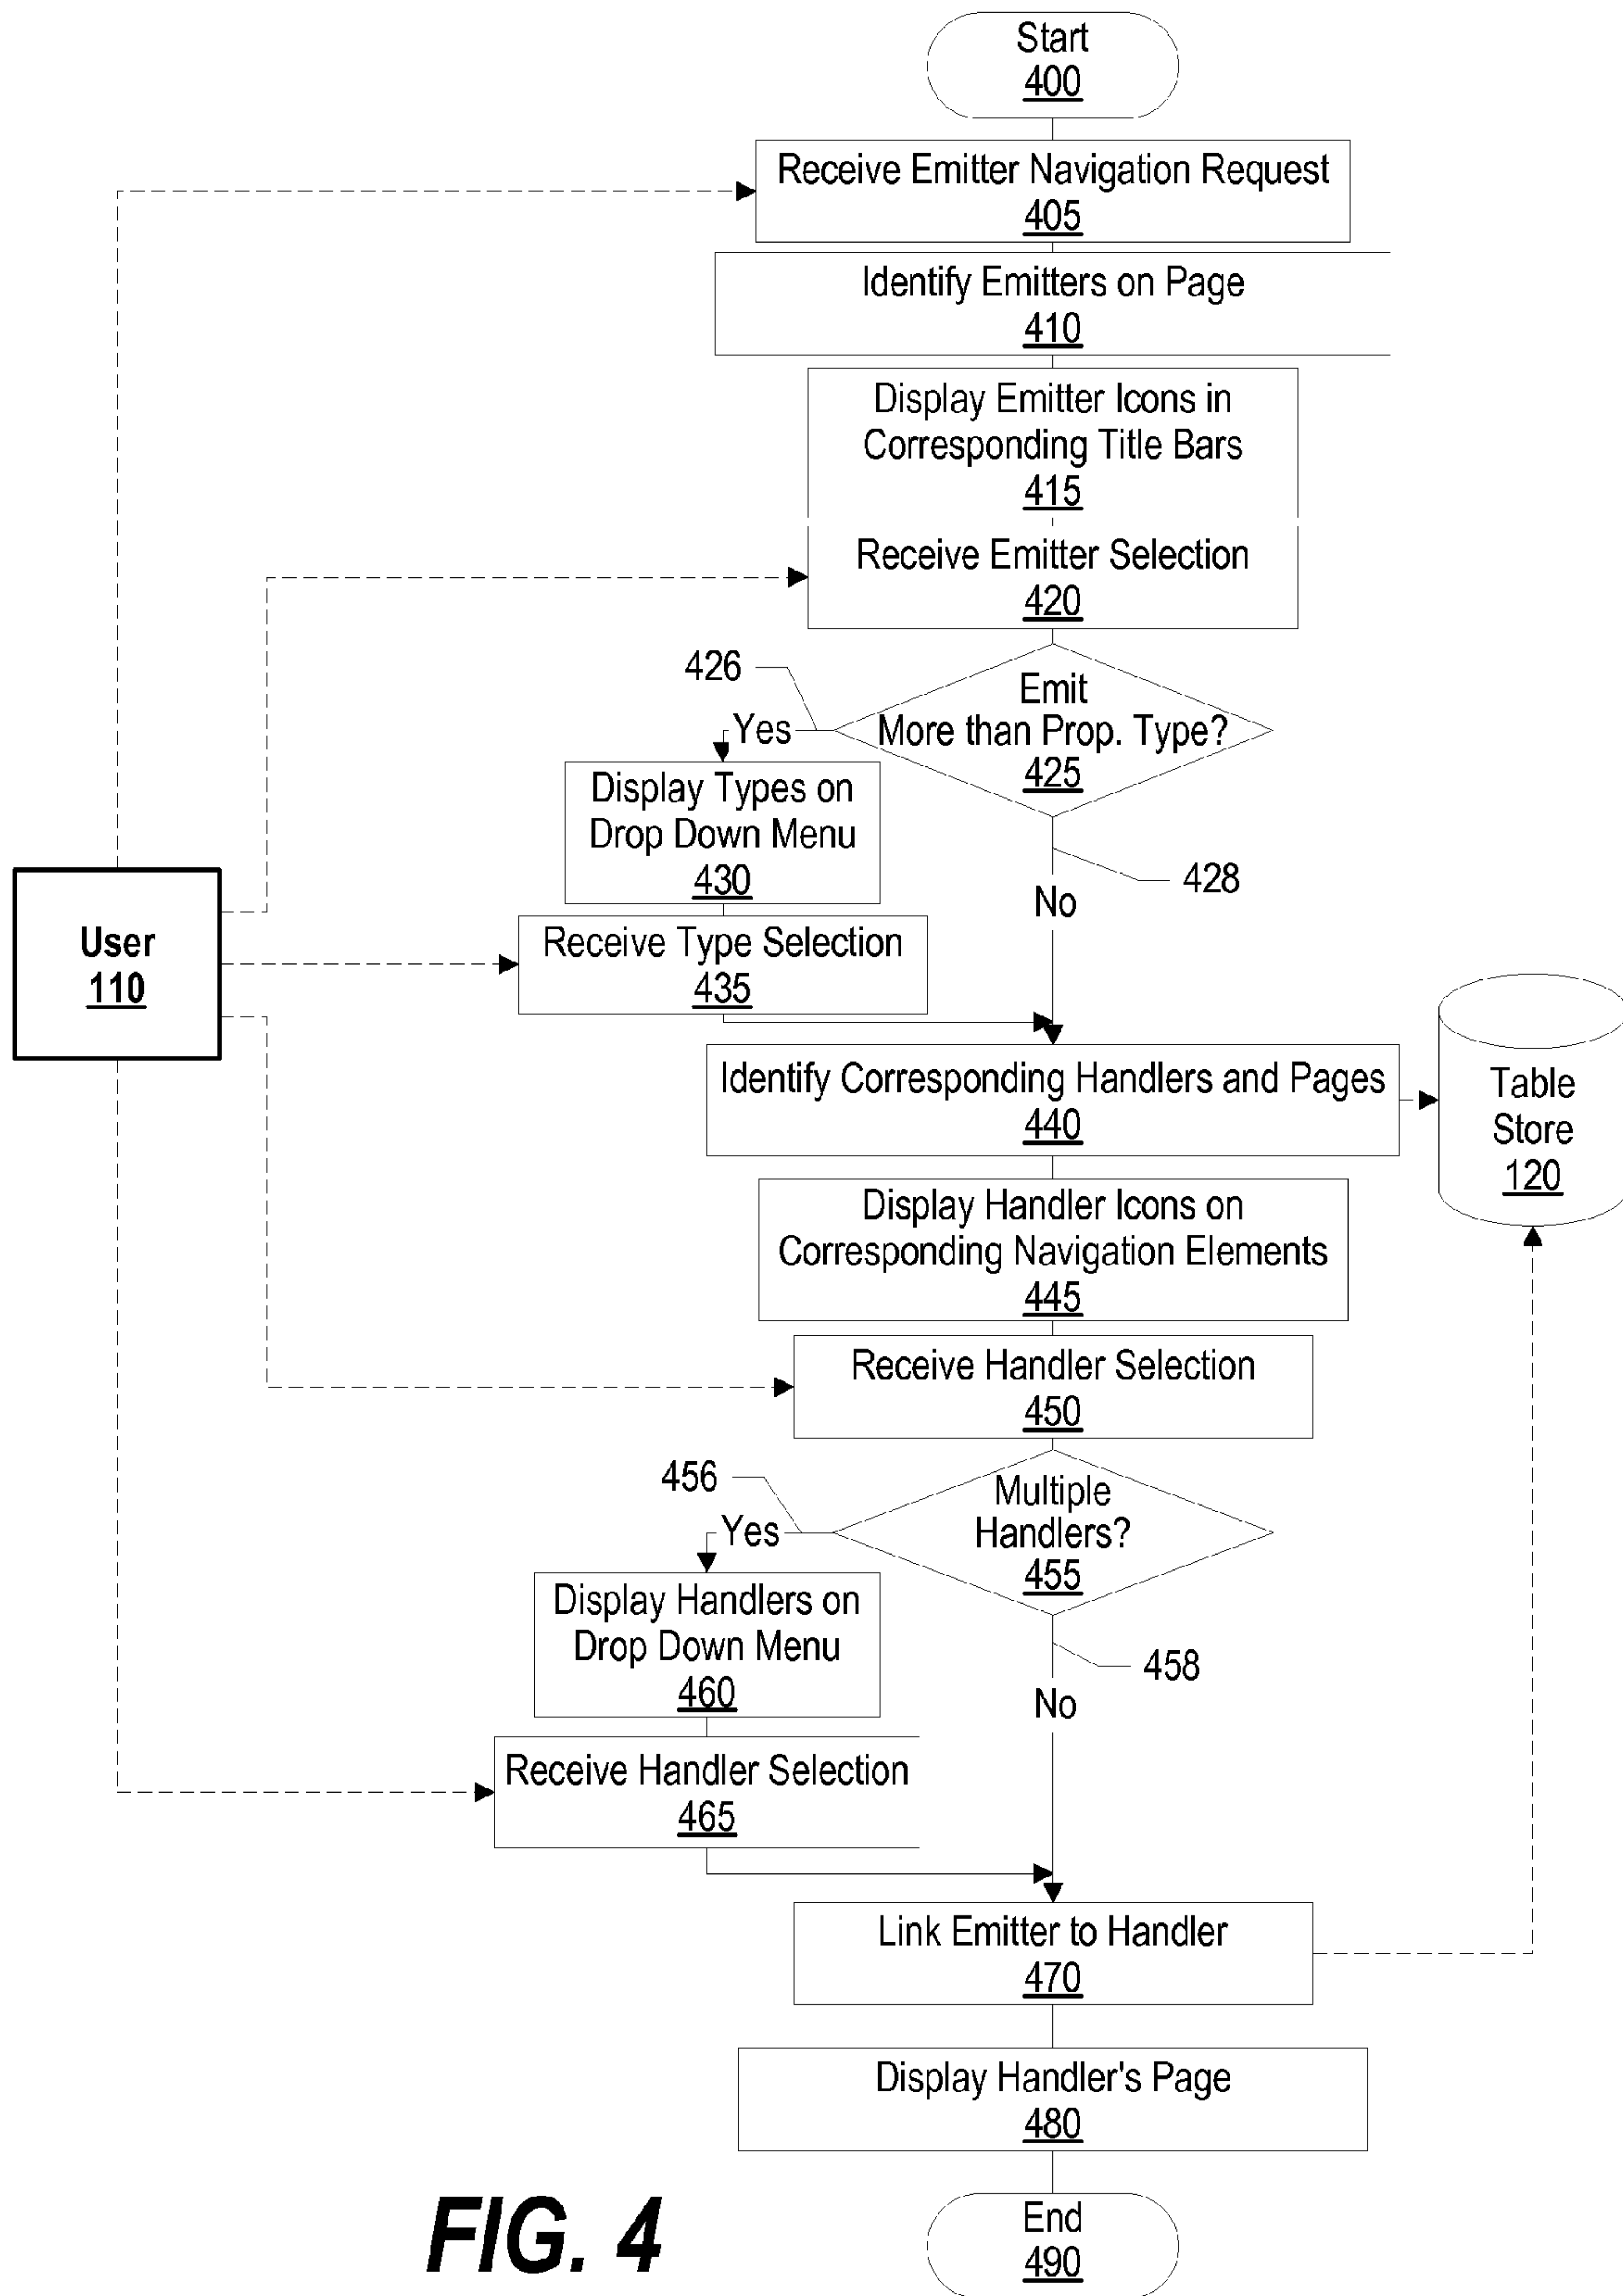 Start
400
Receive Emitter Navigation Request
405
Identify Emitters on Page
410
Display Emitter Icons in
Corresponding Title Bars
415
Receive Emitter Selection
420
426
Emit
More than Prop. Type?
425
Yes
Display Types on
Drop Down Menu
430
428
No
User
110
Receive Type Selection
435
Identify Corresponding Handlers and Pages
440
Table
Store
120
Display Handler Icons on
Corresponding Navigation Elements
445
Receive Handler Selection
450
456
Multiple
Handlers?
455
Yes
Display Handlers on
Drop Down Menu
460
458
No
Receive Handler Selection
465
Link Emitter to Handler
470
Display Handler's Page
480
End
490
FIG. 4